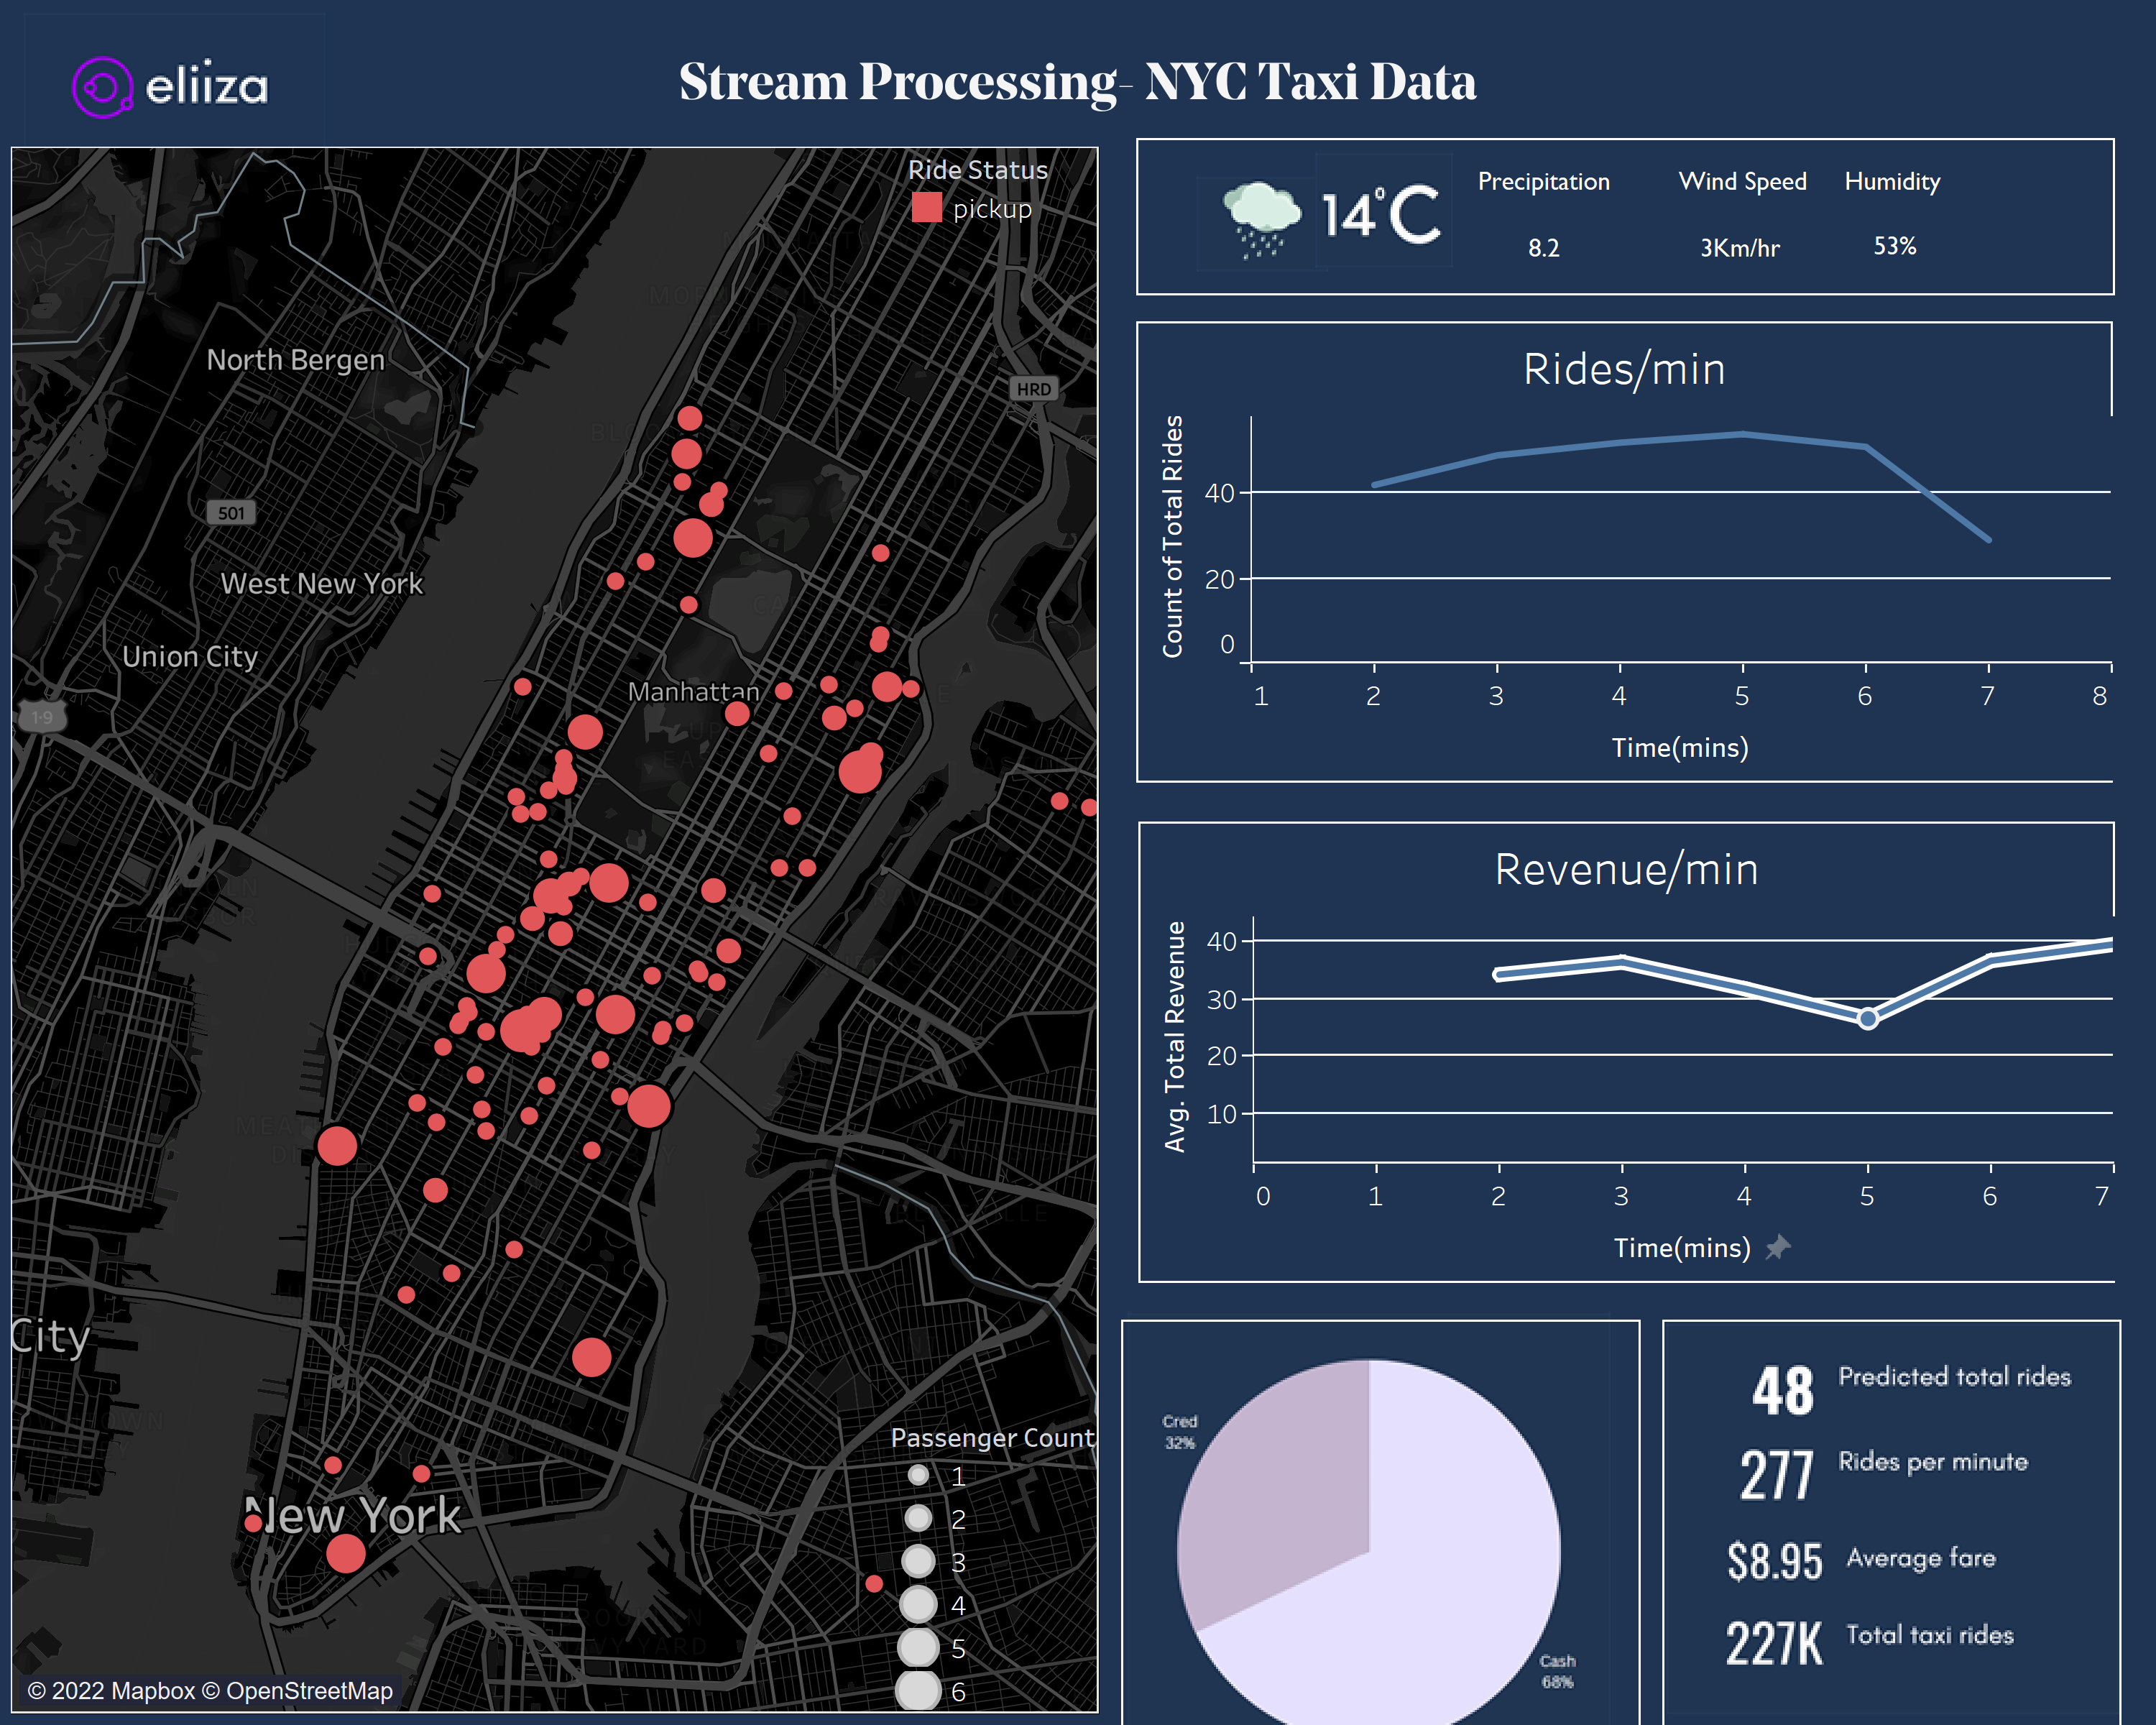 eliiza
Stream Processing- NYC Taxi Data
Ride Status
pickup
North Bergen
HRD
501
West New York
Union City
Manhattan
1-9
City
New York
Passenger Count
1
2
3
4
5
6
© 2022 Mapbox © OpenStreetMap
14°C
Precipitation
Wind Speed
Humidity
8.2
3Km/hr
53%
Rides/min
Count of Total Rides
40
20
0
1 2 3 4 5 6 7 8
Time(mins)
Revenue/min
Avg. Total Revenue
40
30
20
10
0 1 2 3 4 5 6 7
Time(mins)
Cred
32%
Cash
68%
48 Predicted total rides
277 Rides per minute
$8.95 Average fare
227K Total taxi rides